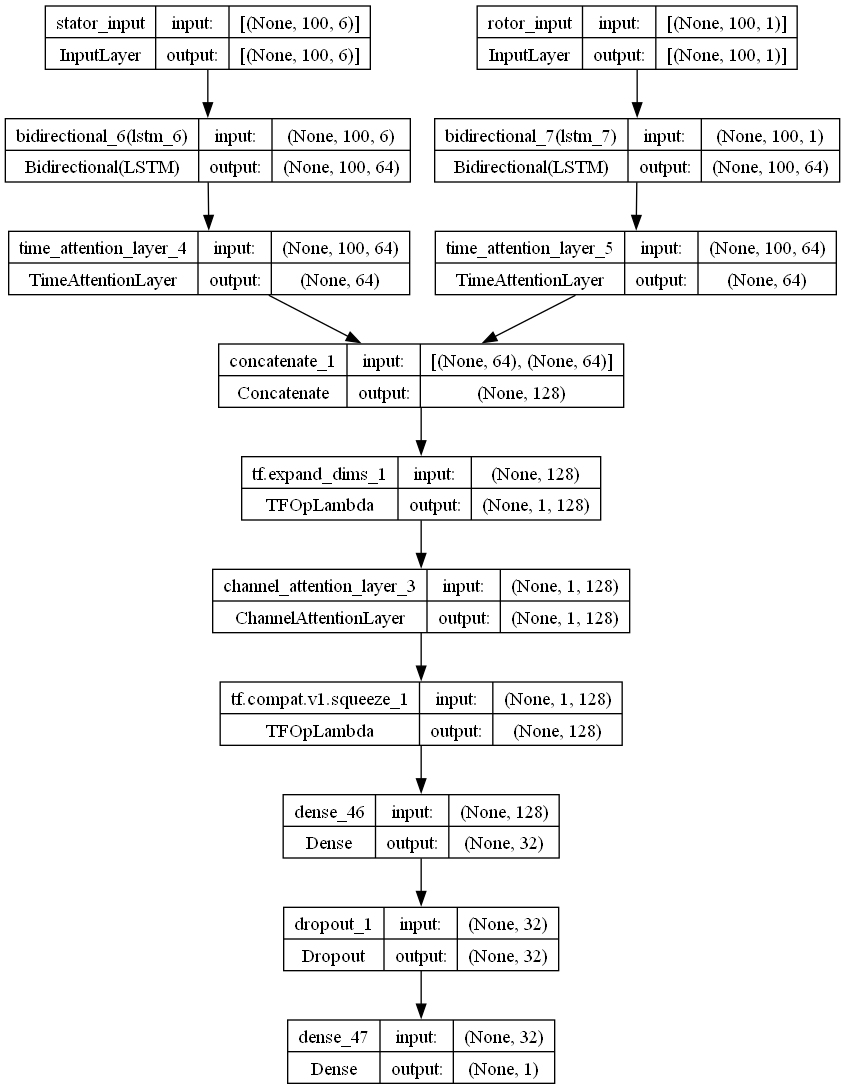 stator_input input: [(None, 100, 6)]
InputLayer output: [(None, 100, 6)]
rotor_input input: [(None, 100, 1)]
InputLayer output: [(None, 100, 1)]
bidirectional_6(lstm_6) input: (None, 100, 6)
Bidirectional(LSTM) output: (None, 100, 64)
bidirectional_7(lstm_7) input: (None, 100, 1)
Bidirectional(LSTM) output: (None, 100, 64)
time_attention_layer_4 input: (None, 100, 64)
TimeAttentionLayer output: (None, 64)
time_attention_layer_5 input: (None, 100, 64)
TimeAttentionLayer output: (None, 64)
concatenate_1 input: [(None, 64), (None, 64)]
Concatenate output: (None, 128)
tf.expand_dims_1 input: (None, 128)
TFOpLambda output: (None, 1, 128)
channel_attention_layer_3 input: (None, 1, 128)
ChannelAttentionLayer output: (None, 1, 128)
tf.compat.v1.squeeze_1 input: (None, 1, 128)
TFOpLambda output: (None, 128)
dense_46 input: (None, 128)
Dense output: (None, 32)
dropout_1 input: (None, 32)
Dropout output: (None, 32)
dense_47 input: (None, 32)
Dense output: (None, 1)